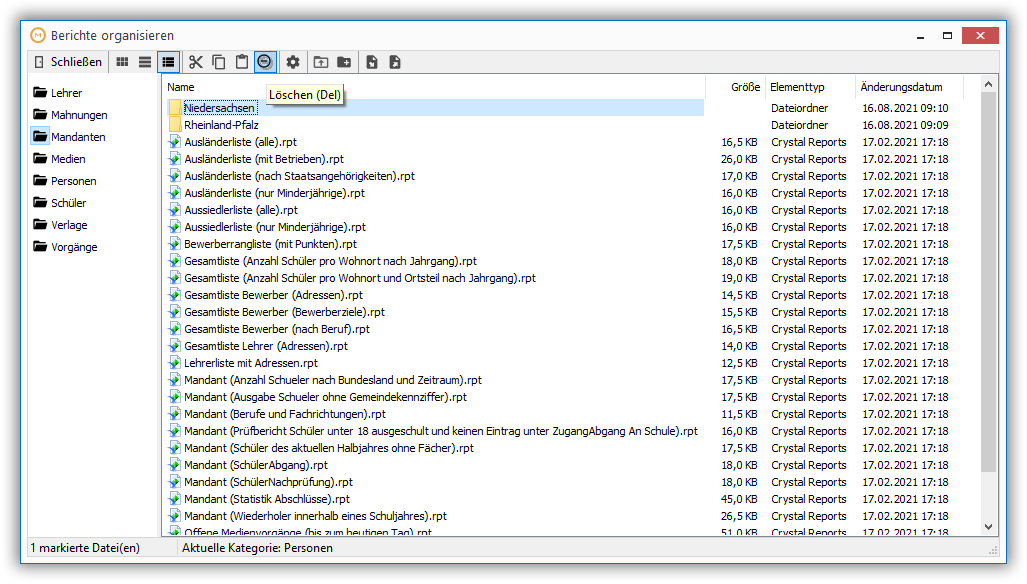 Berichte organisieren
Schließen
Löschen (Del)
Lehrer
Mahnungen
Mandanten
Medien
Personen
Schüler
Verlage
Vorgänge
Name Größe Elementtyp Änderungsdatum
Niedersachsen Dateiordner 16.08.2021 09:10
Rheinland-Pfalz Dateiordner 16.08.2021 09:09
Ausländerliste (alle).rpt 16,5 KB Crystal Reports 17.02.2021 17:18
Ausländerliste (mit Betrieben).rpt 26,0 KB Crystal Reports 17.02.2021 17:18
Ausländerliste (nach Staatsangehörigkeiten).rpt 17,0 KB Crystal Reports 17.02.2021 17:18
Ausländerliste (nur Minderjährige).rpt 16,0 KB Crystal Reports 17.02.2021 17:18
Aussiedlerliste (alle).rpt 16,0 KB Crystal Reports 17.02.2021 17:18
Aussiedlerliste (nur Minderjährige).rpt 16,0 KB Crystal Reports 17.02.2021 17:18
Bewerberrangliste (mit Punkten).rpt 17,5 KB Crystal Reports 17.02.2021 17:18
Gesamtliste (Anzahl Schüler pro Wohnort nach Jahrgang).rpt 18,0 KB Crystal Reports 17.02.2021 17:18
Gesamtliste (Anzahl Schüler pro Wohnort und Ortsteil nach Jahrgang).rpt 19,0 KB Crystal Reports 17.02.2021 17:18
Gesamtliste Bewerber (Adressen).rpt 14,5 KB Crystal Reports 17.02.2021 17:18
Gesamtliste Bewerber (Bewerberziele).rpt 15,5 KB Crystal Reports 17.02.2021 17:18
Gesamtliste Bewerber (nach Beruf).rpt 16,5 KB Crystal Reports 17.02.2021 17:18
Gesamtliste Lehrer (Adressen).rpt 14,0 KB Crystal Reports 17.02.2021 17:18
Lehrerliste mit Adressen.rpt 12,5 KB Crystal Reports 17.02.2021 17:18
Mandant (Anzahl Schueler nach Bundesland und Zeitraum).rpt 17,5 KB Crystal Reports 17.02.2021 17:18
Mandant (Ausgabe Schueler ohne Gemeindekennziffer).rpt 17,5 KB Crystal Reports 17.02.2021 17:18
Mandant (Berufe und Fachrichtungen).rpt 11,5 KB Crystal Reports 17.02.2021 17:18
Mandant (Prüfbericht Schüler unter 18 ausgeschult und keinen Eintrag unter ZugangAbgang An Schule).rpt 16,0 KB Crystal Reports 17.02.2021 17:18
Mandant (Schüler des aktuellen Halbjahres ohne Fächer).rpt 17,5 KB Crystal Reports 17.02.2021 17:18
Mandant (SchülerAbgang).rpt 18,0 KB Crystal Reports 17.02.2021 17:18
Mandant (SchülerNachprüfung).rpt 18,0 KB Crystal Reports 17.02.2021 17:18
Mandant (Statistik Abschlüsse).rpt 45,0 KB Crystal Reports 17.02.2021 17:18
Mandant (Wiederholer innerhalb eines Schuljahres).rpt 26,5 KB Crystal Reports 17.02.2021 17:18
Offene Medienvorgänge (bis zum heutigen Tag).rpt 51,0 KB Crystal Reports 17.02.2021 17:18
1 markierte Datei(en) Aktuelle Kategorie: Personen